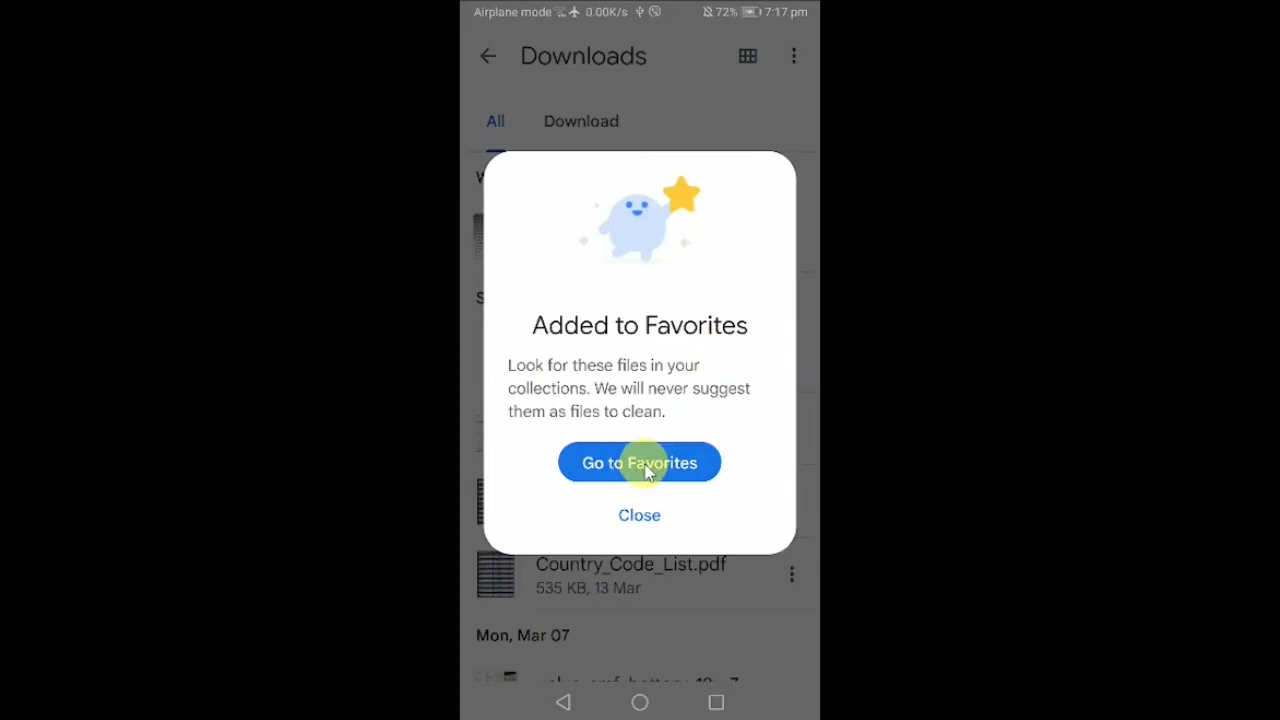 Airplane mode 0.00K/s 72% 7:17 pm
Downloads
All Download
Added to Favorites
Look for these files in your
collections. We will never suggest
them as files to clean.
Go to Favorites
Close
Country_Code_List.pdf
535 KB, 13 Mar
Mon, Mar 07